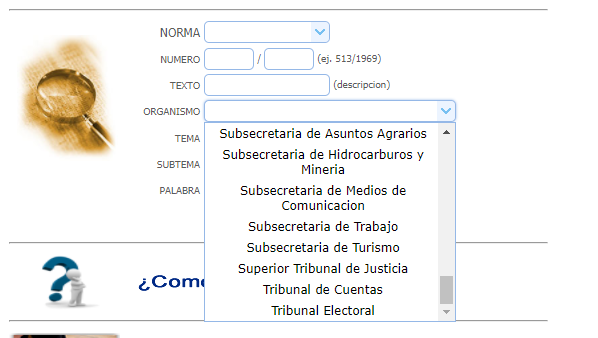 NORMA
NUMERO / (ej. 513/1969)
TEXTO (descripcion)
ORGANISMO
TEMA
SUBTEMA
PALABRA
Subsecretaria de Asuntos Agrarios
Subsecretaria de Hidrocarburos y
Mineria
Subsecretaria de Medios de
Comunicacion
Subsecretaria de Trabajo
Subsecretaria de Turismo
Superior Tribunal de Justicia
Tribunal de Cuentas
Tribunal Electoral